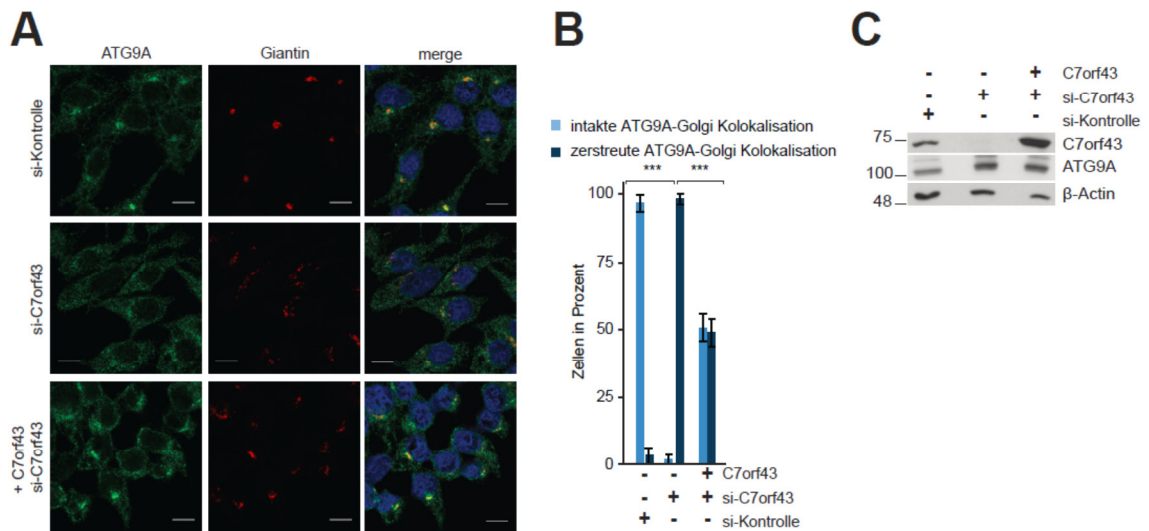 A
ATG9A Giantin merge
si-Kontrolle
si-C7orf43
+ C7orf43
si-C7orf43
B
intakte ATG9A-Golgi Kolokalisation
zerstreute ATG9A-Golgi Kolokalisation
*** ***
Zellen in Prozent
100
75
50
25
0
- - + C7orf43
- + + si-C7orf43
+ - - si-Kontrolle
C
- - + C7orf43
- + + si-C7orf43
+ - - si-Kontrolle
75 C7orf43
100 ATG9A
48 β-Actin